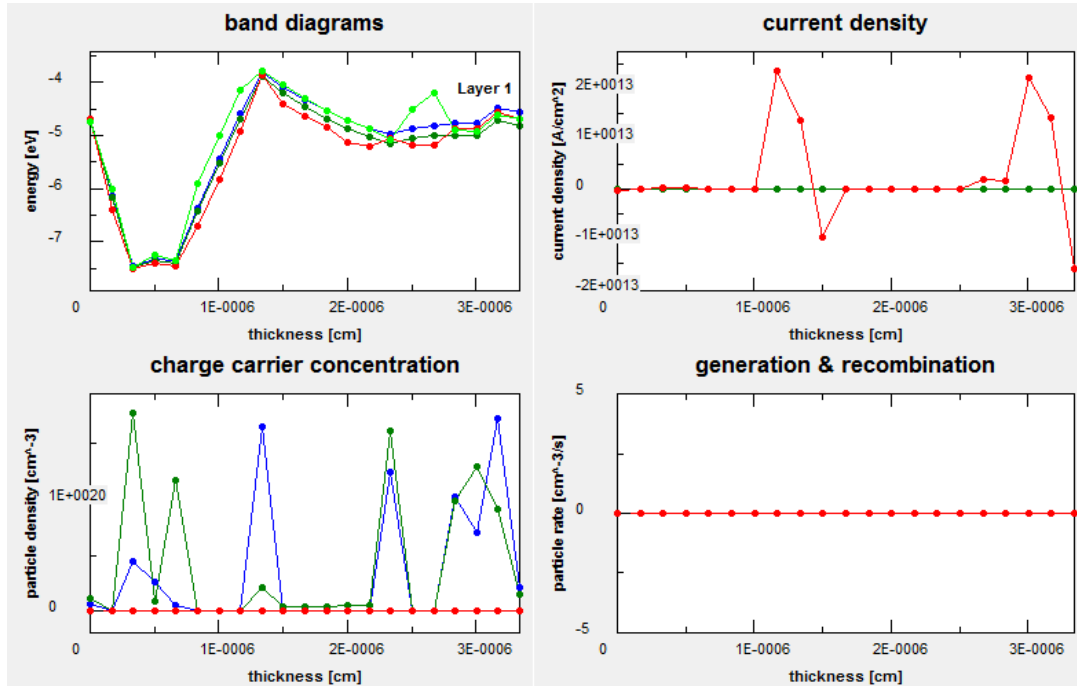 band diagrams
energy [eV]
-4
-5
-6
-7
Layer 1
0
1E-0006
2E-0006
3E-0006
thickness [cm]
current density
current density [A/cm^2]
2E+0013
1E+0013
0
-1E+0013
-2E+0013
0
1E-0006
2E-0006
3E-0006
thickness [cm]
charge carrier concentration
particle density [cm^-3]
1E+0020
0
0
1E-0006
2E-0006
3E-0006
thickness [cm]
generation & recombination
particle rate [cm^-3/s]
5
0
-5
0
1E-0006
2E-0006
3E-0006
thickness [cm]